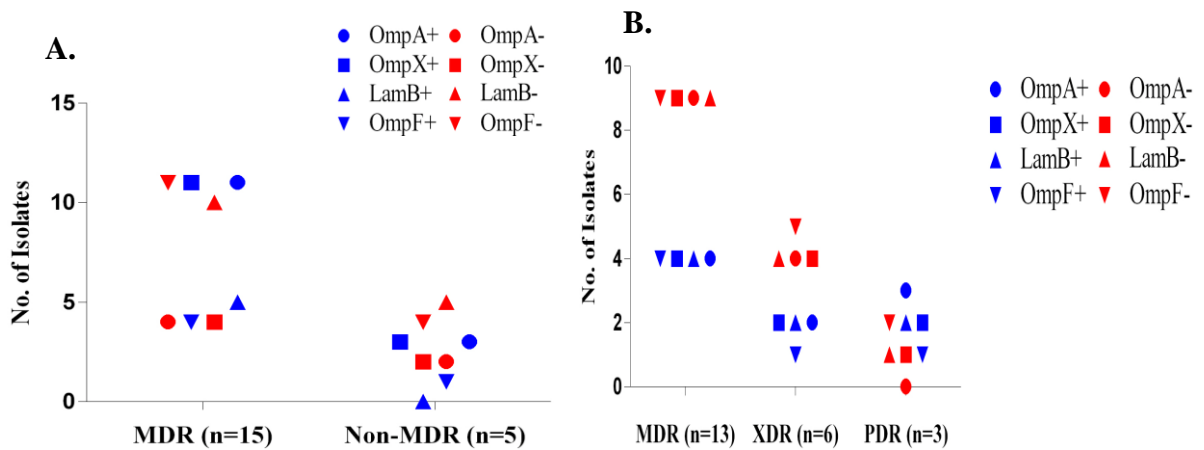 A.
OmpA+ OmpA-
OmpX+ OmpX-
LamB+ LamB-
OmpF+ OmpF-
No. of Isolates
15
10
5
0
MDR (n=15) Non-MDR (n=5)
B.
OmpA+ OmpA-
OmpX+ OmpX-
LamB+ LamB-
OmpF+ OmpF-
No. of Isolates
10
8
6
4
2
0
MDR (n=13) XDR (n=6) PDR (n=3)